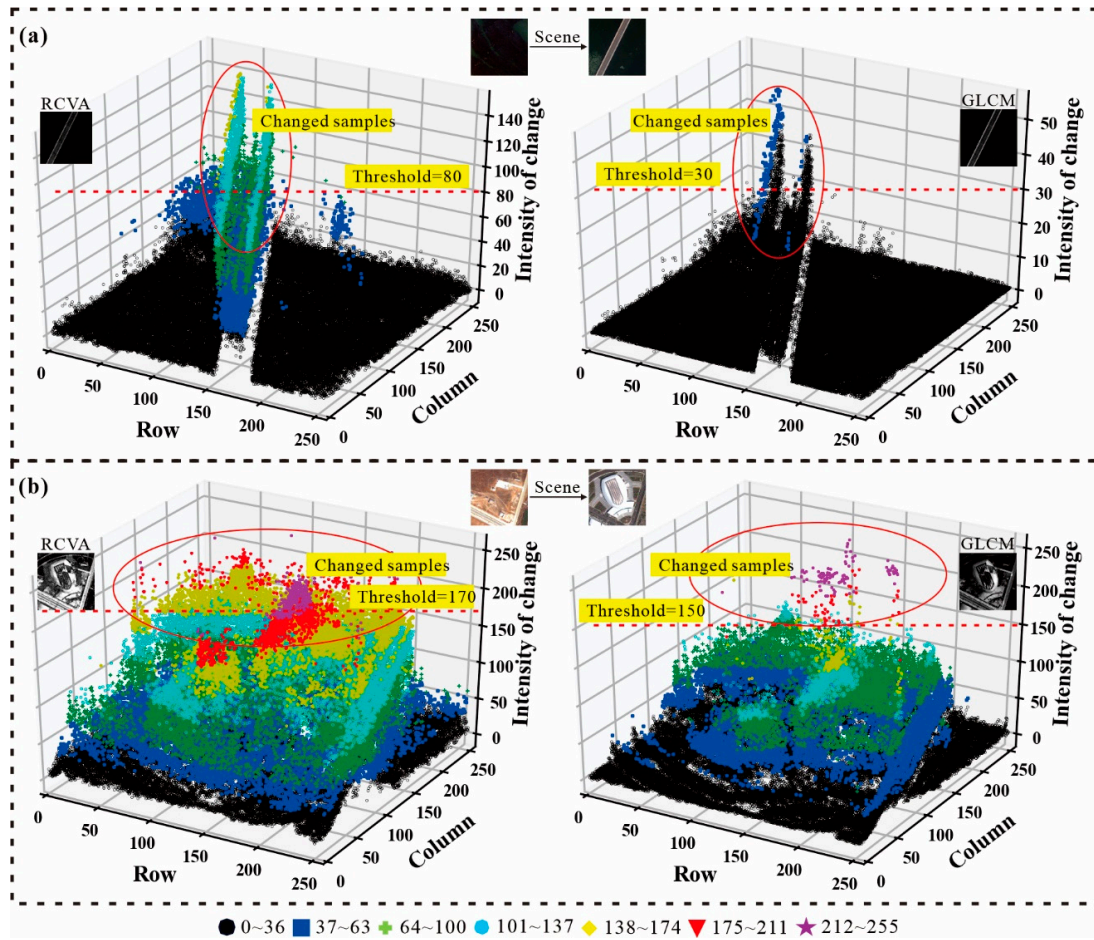 (a)
Scene
RCVA
Changed samples
Threshold=80
140
120
100
80
60
40
20
0
Intensity of change
0
50
100
150
200
250
Row
0
50
100
150
200
250
Column
GLCM
Changed samples
Threshold=30
50
40
30
20
10
0
Intensity of change
0
50
100
150
200
250
Row
0
50
100
150
200
250
Column
(b)
Scene
RCVA
Changed samples
Threshold=170
250
200
150
100
50
0
Intensity of change
0
50
100
150
200
250
Row
0
50
100
150
200
250
Column
GLCM
Changed samples
Threshold=150
250
200
150
100
50
0
Intensity of change
0
50
100
150
200
250
Row
0
50
100
150
200
250
Column
0~36 37~63 64~100 101~137 138~174 175~211 212~255